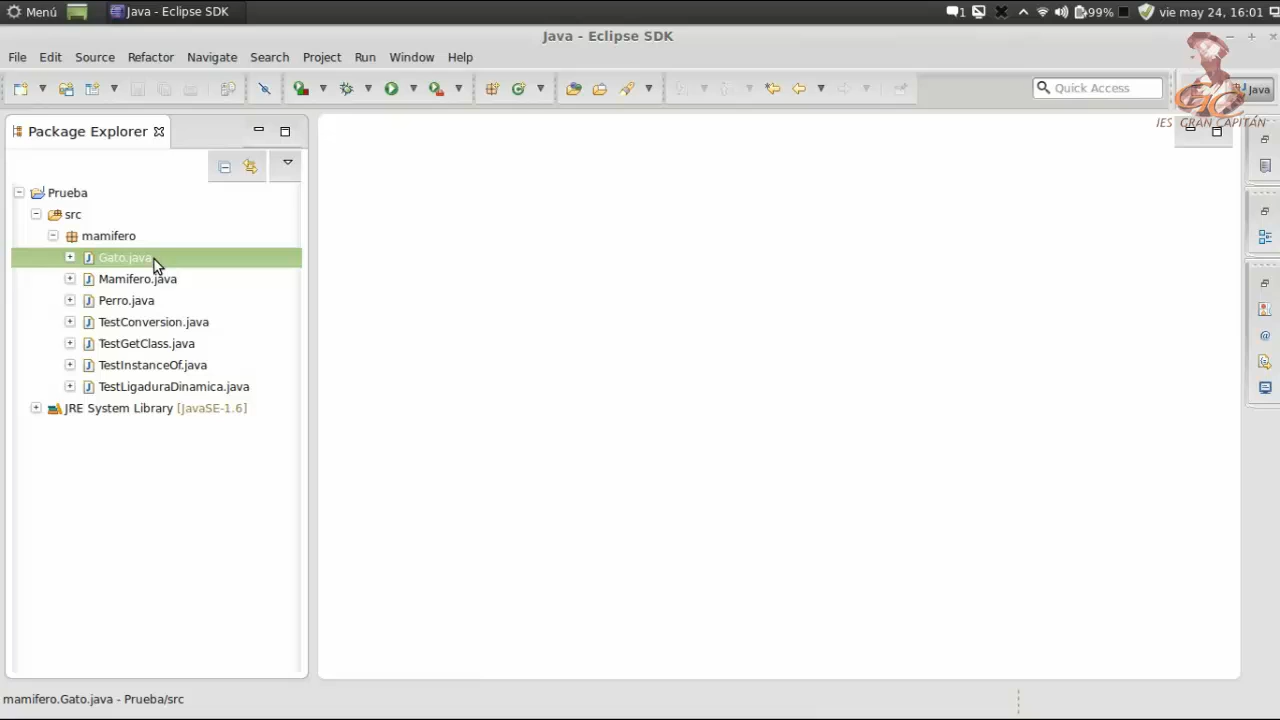 Menú Java - Eclipse SDK 1 99% vie may 24, 16:01
Java - Eclipse SDK
File Edit Source Refactor Navigate Search Project Run Window Help
Quick Access Java
GC
IES GRAN CAPITÁN
Package Explorer
Prueba
src
mamifero
Gato.java
Mamifero.java
Perro.java
TestConversion.java
TestGetClass.java
TestInstanceOf.java
TestLigaduraDinamica.java
JRE System Library [JavaSE-1.6]
mamifero.Gato.java - Prueba/src